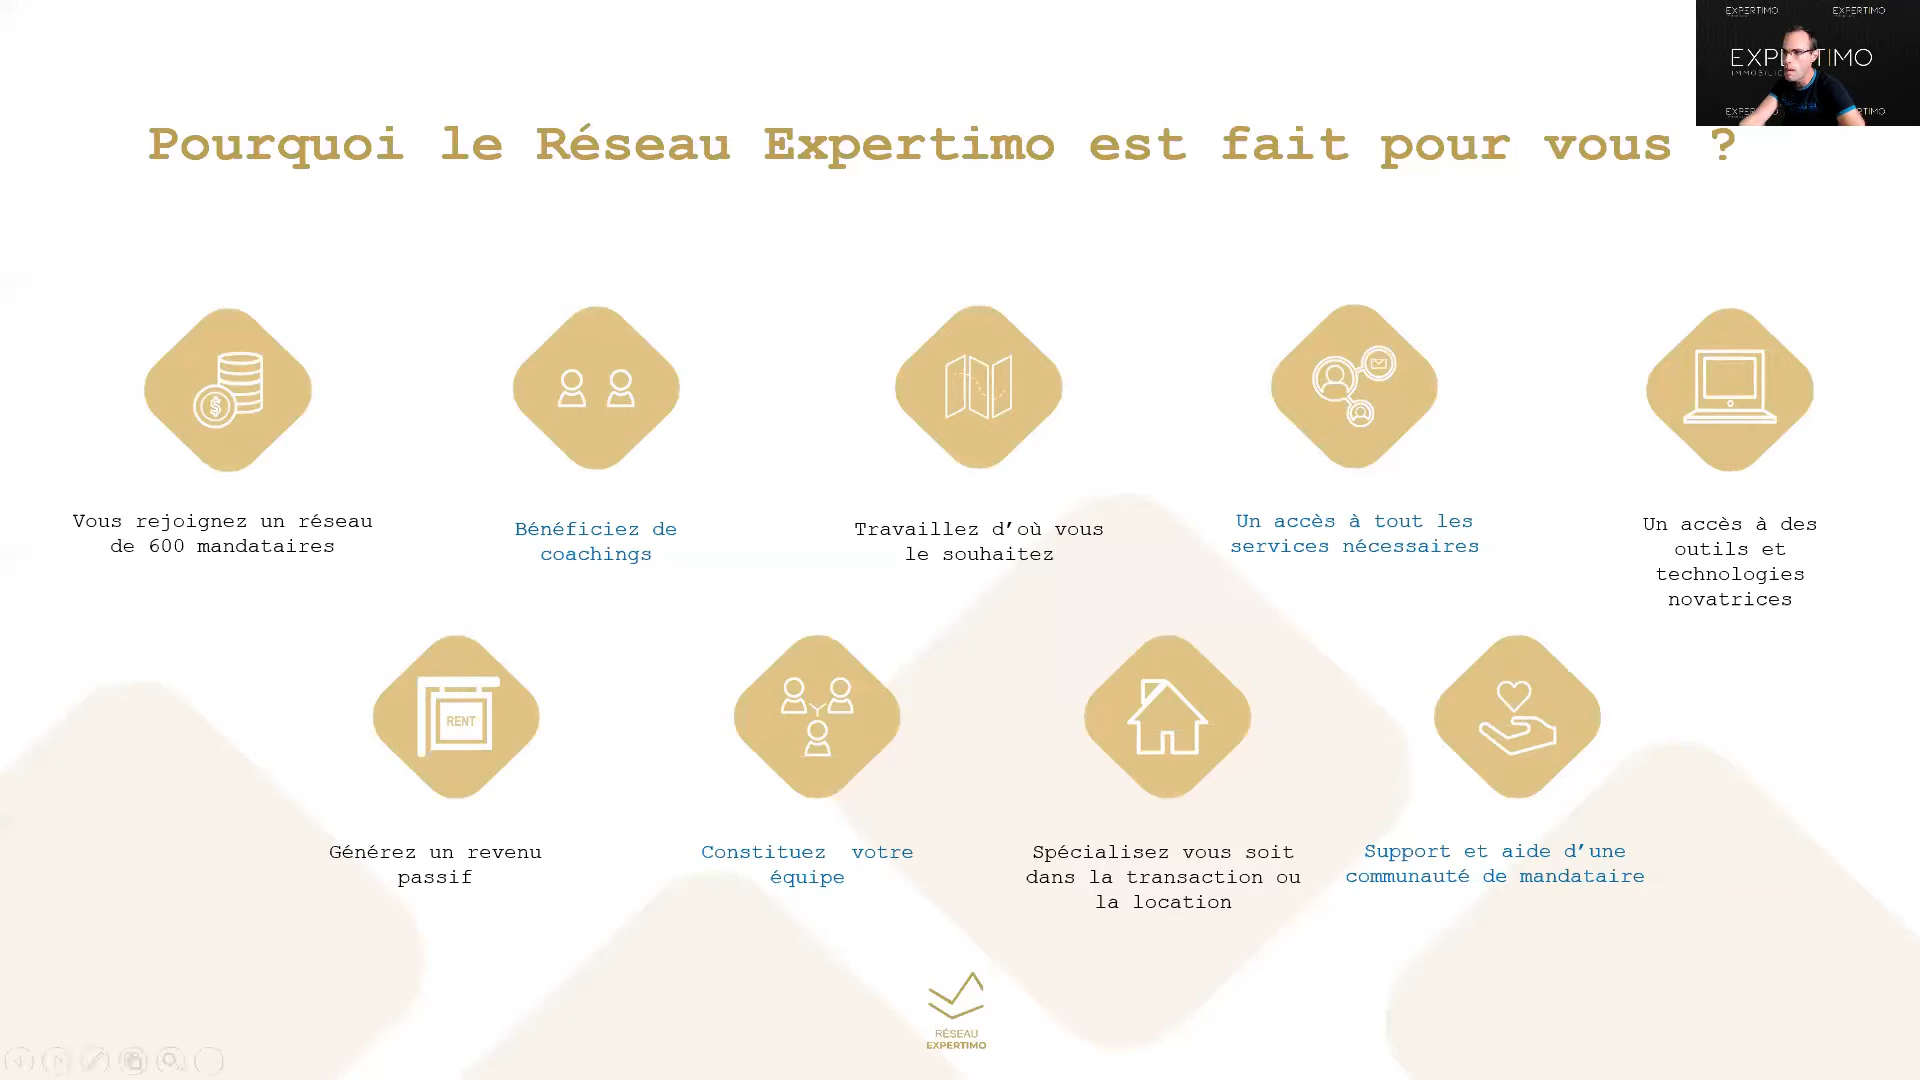 EXPERTIMO EXPERTIMO
IMMOBILIE
Pourquoi le Réseau Expertimo est fait pour vous ?
$
Vous rejoignez un réseau
de 600 mandataires
Bénéficiez de
coachings
Travaillez d’où vous
le souhaitez
Un accès à tout les
services nécessaires
Un accès à des
outils et
technologies
novatrices
RENT
Générez un revenu
passif
Constituez votre
équipe
Spécialisez vous soit
dans la transaction ou
la location
Support et aide d’une
communauté de mandataire
RÉSEAU
EXPERTIMO